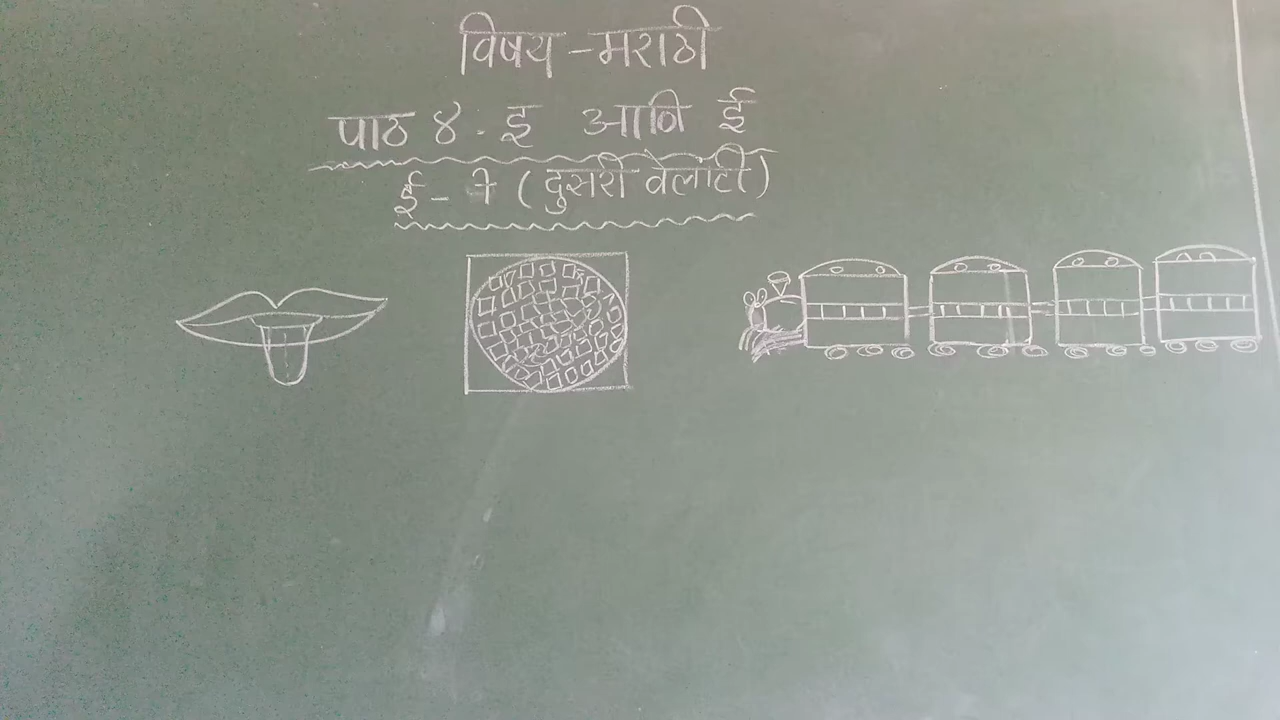 विषय - मराठी
पाठ ४. इ आणि ई
ई - ी (दुसरी वेलांटी)